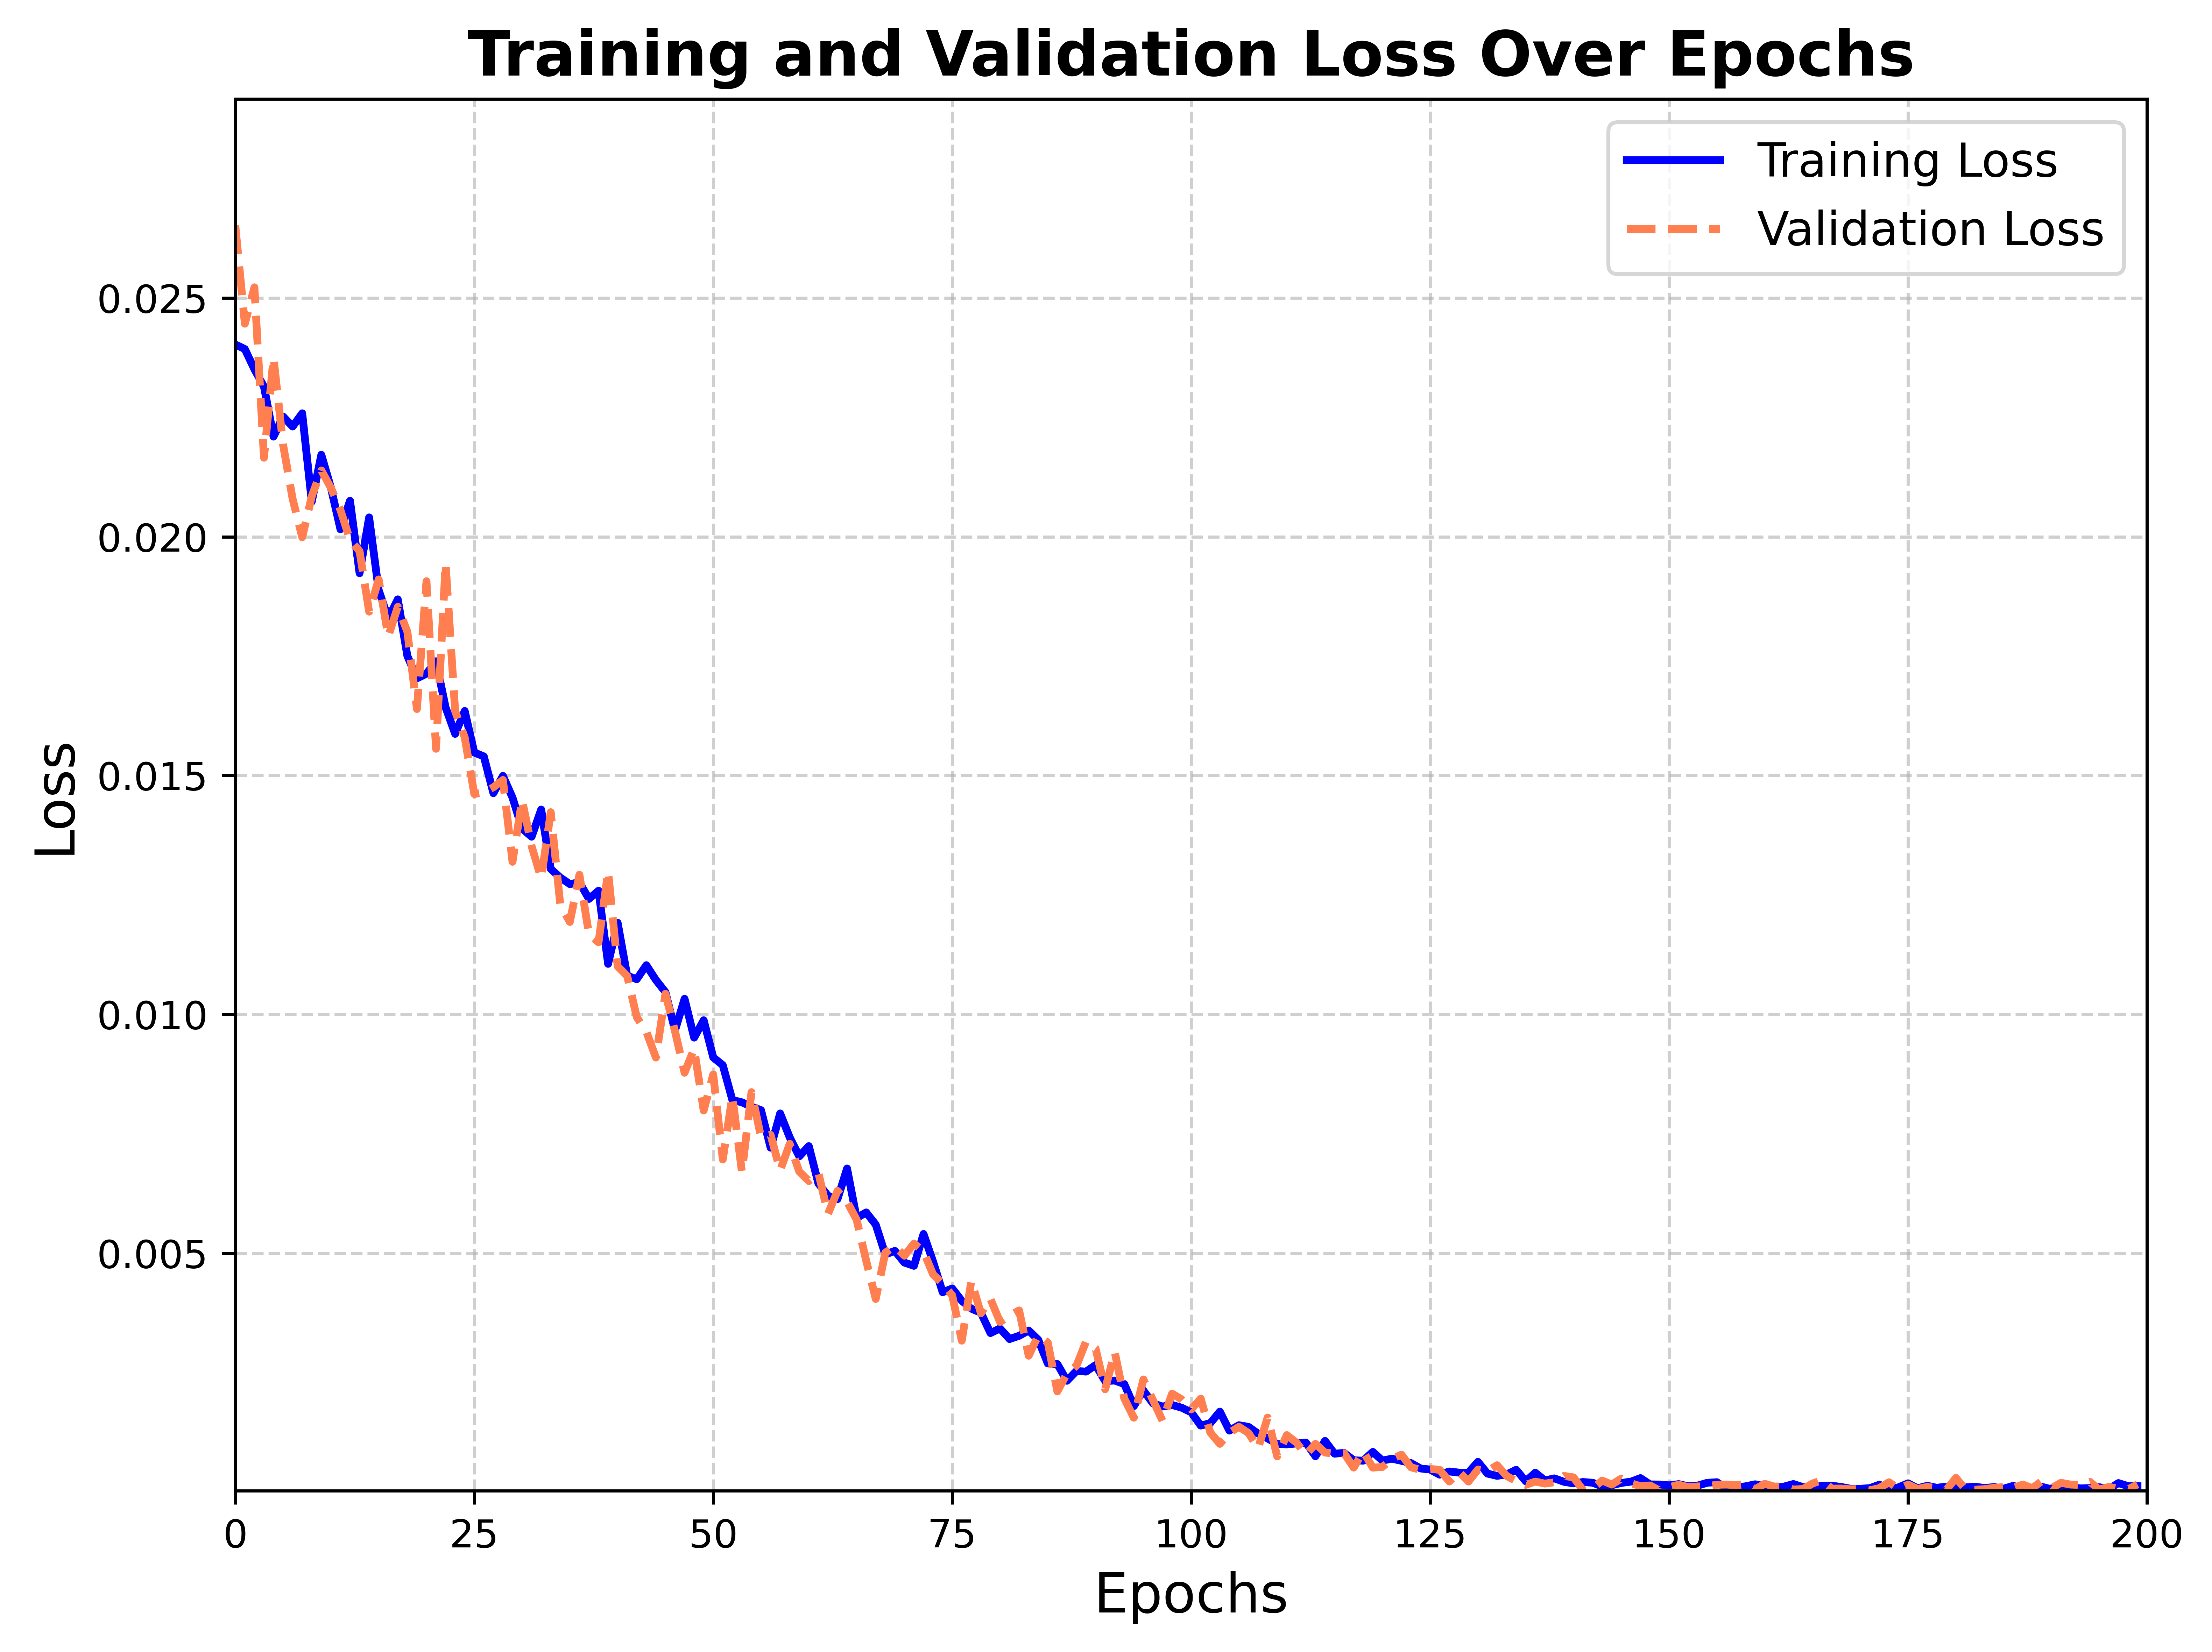 Training and Validation Loss Over Epochs
Training Loss
Validation Loss
0.025
0.020
0.015
0.010
0.005
Loss
0 25 50 75 100 125 150 175 200
Epochs